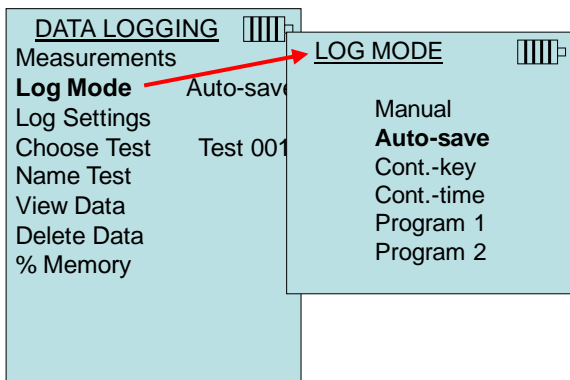 DATA LOGGING
Measurements
Log Mode Auto-save
Log Settings
Choose Test Test 001
Name Test
View Data
Delete Data
% Memory
LOG MODE
Manual
Auto-save
Cont.-key
Cont.-time
Program 1
Program 2